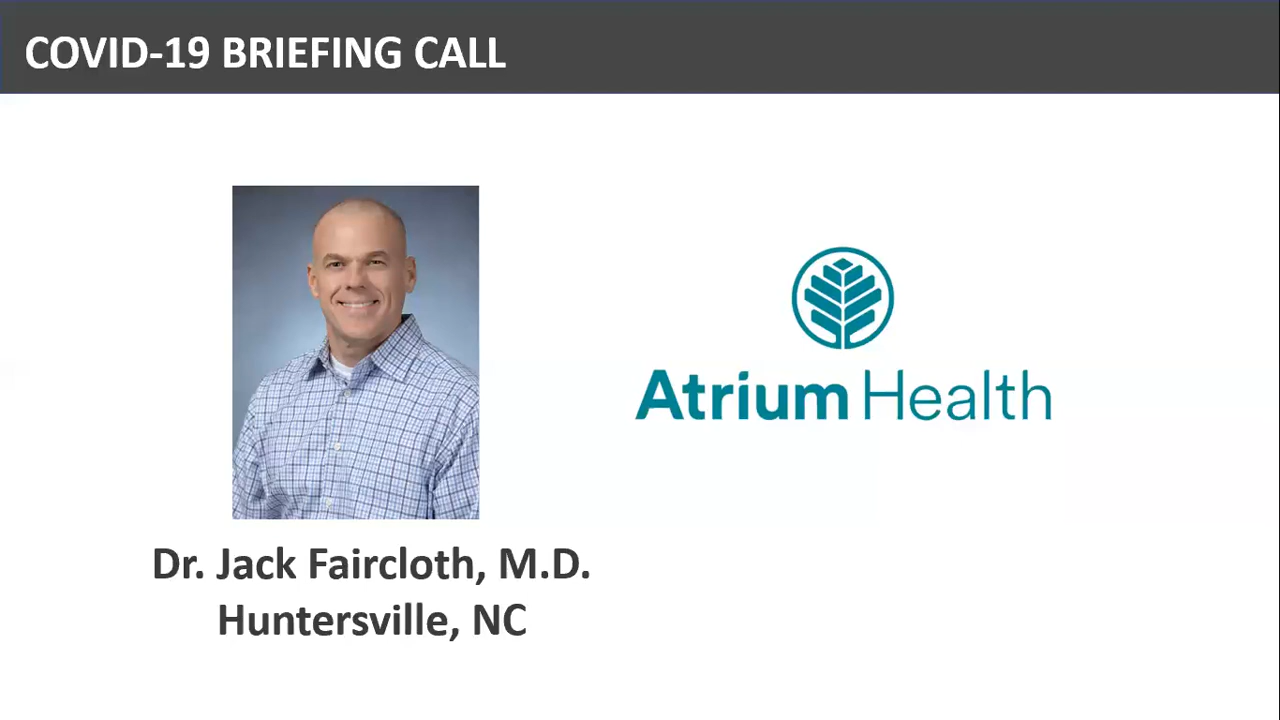 COVID-19 BRIEFING CALL
Atrium Health
Dr. Jack Faircloth, M.D.
Huntersville, NC